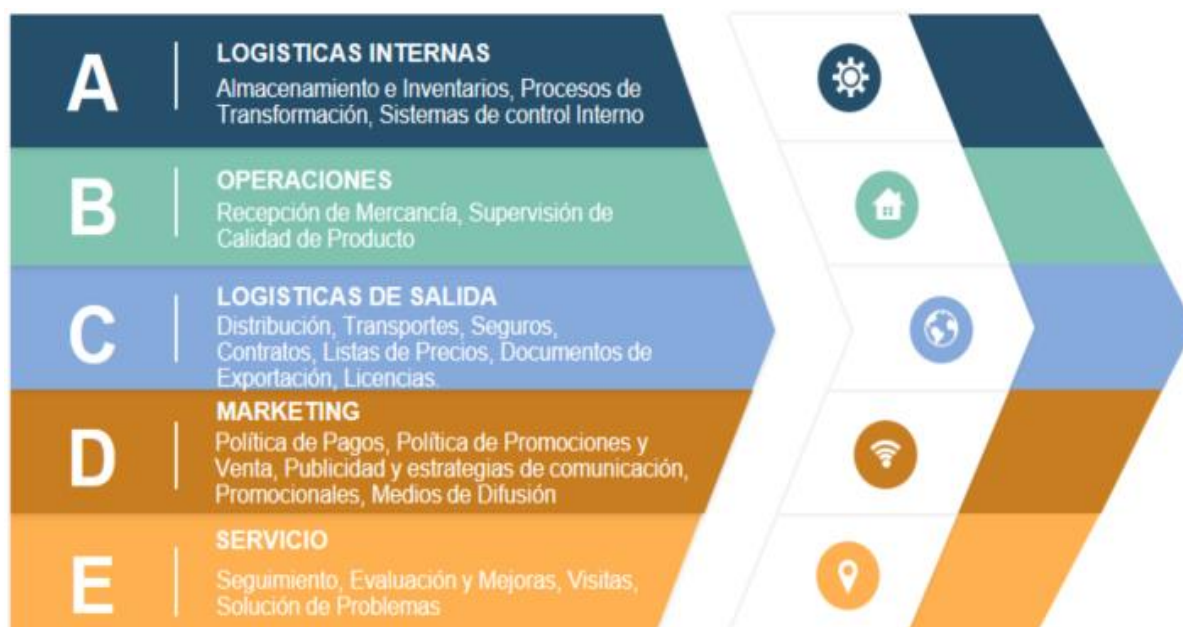 A
LOGISTICAS INTERNAS
Almacenamiento e Inventarios, Procesos de
Transformación, Sistemas de control Interno
B
OPERACIONES
Recepción de Mercancía, Supervisión de
Calidad de Producto
C
LOGISTICAS DE SALIDA
Distribución, Transportes, Seguros,
Contratos, Listas de Precios, Documentos de
Exportación, Licencias.
D
MARKETING
Política de Pagos, Política de Promociones y
Venta, Publicidad y estrategias de comunicación,
Promocionales, Medios de Difusión
E
SERVICIO
Seguimiento, Evaluación y Mejoras, Visitas,
Solución de Problemas